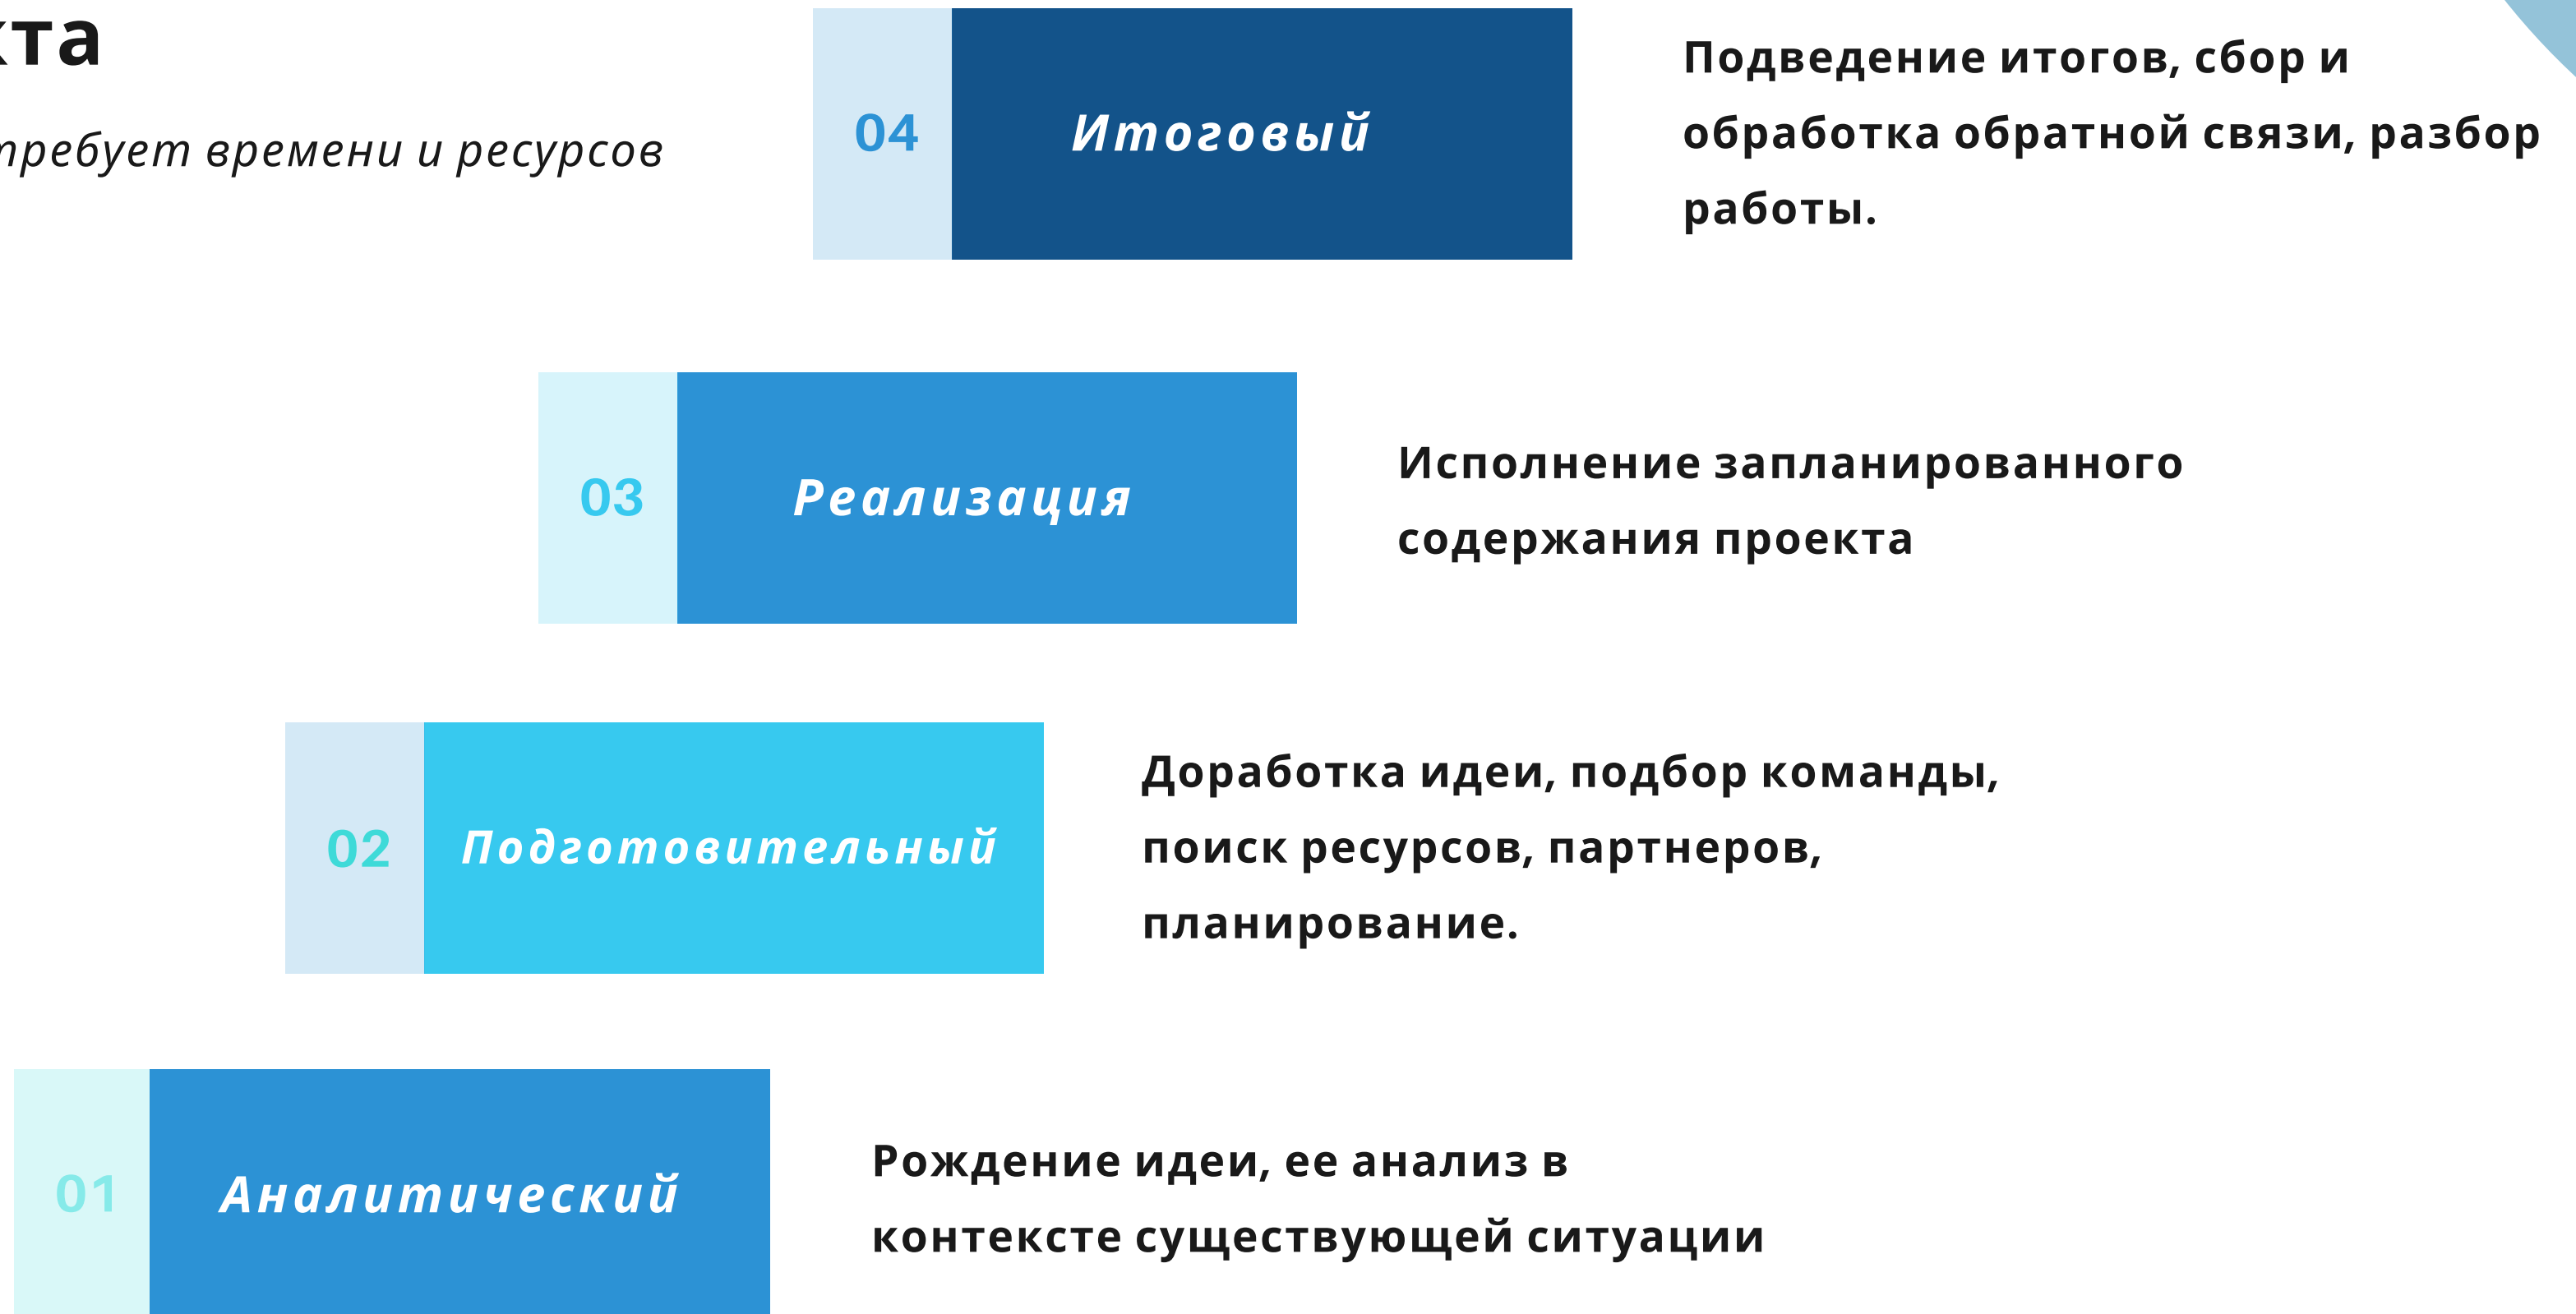 кта
требует времени и ресурсов
04
Итоговый
Подведение итогов, сбор и
обработка обратной связи, разбор
работы.
03
Реализация
Исполнение запланированного
содержания проекта
02
Подготовительный
Доработка идеи, подбор команды,
поиск ресурсов, партнеров,
планирование.
01
Аналитический
Рождение идеи, ее анализ в
контексте существующей ситуации